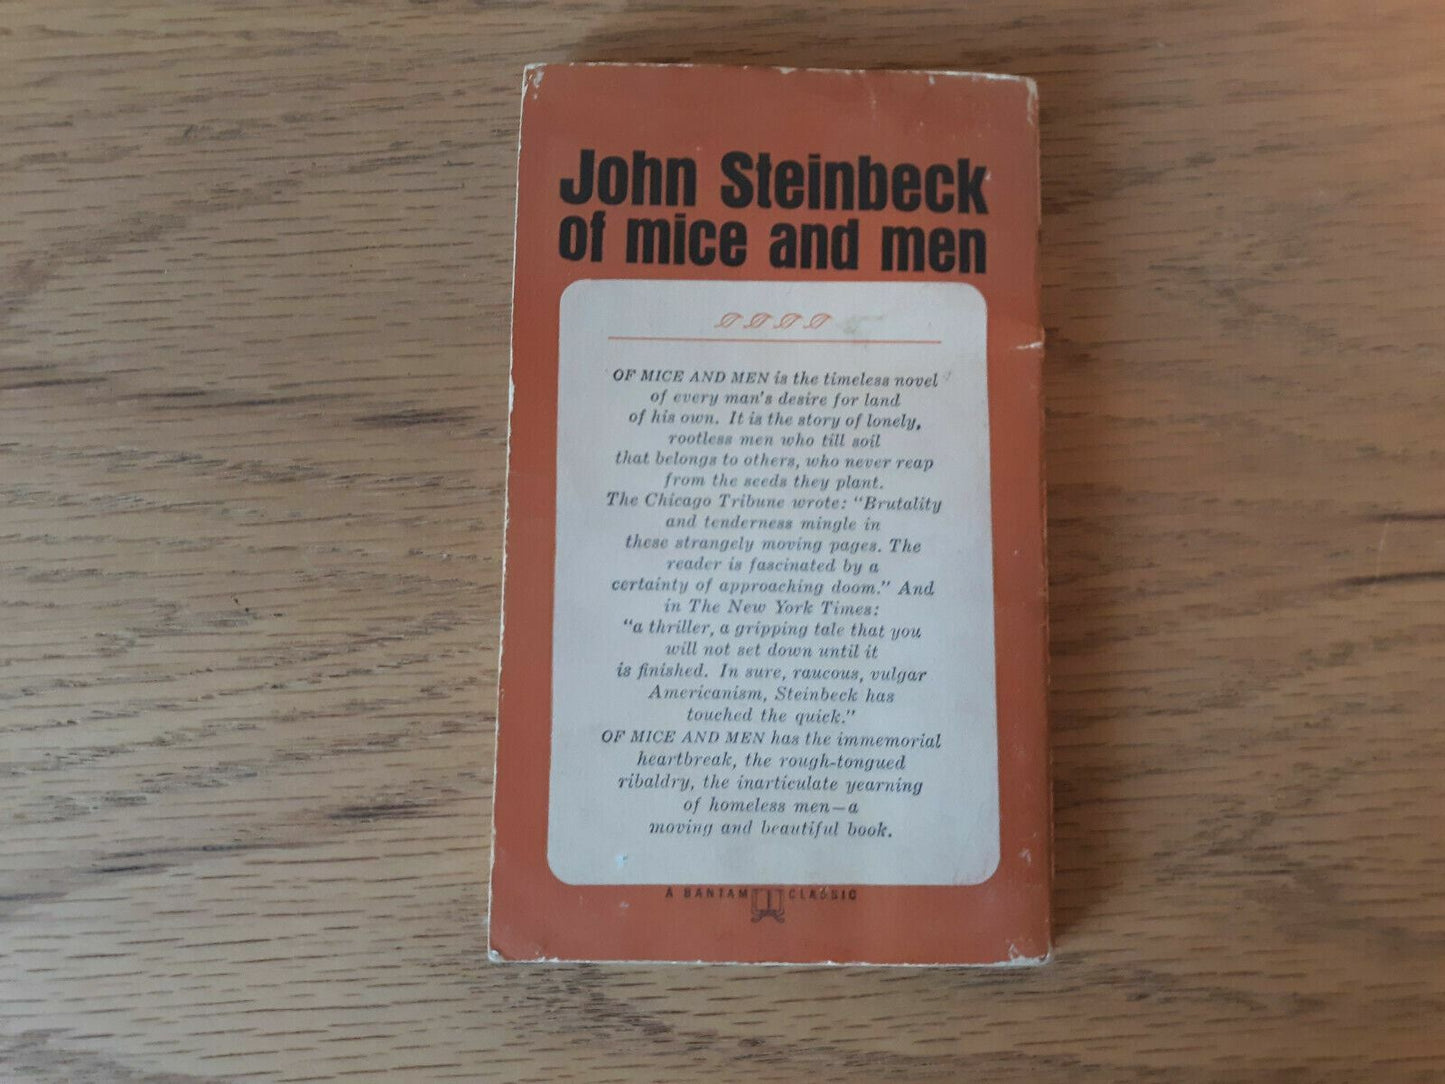 John Steinbeck
of mice and men
OF MICE AND MEN is the timeless novel
of every man's desire for land
of his own. It is the story of lonely,
rootless men who till soil
that belongs to others, who never reap
from the seeds they plant.
The Chicago Tribune wrote: "Brutality
and tenderness mingle in
these strangely moving pages. The
reader is fascinated by a
certainty of approaching doom." And
in The New York Times:
"a thriller, a gripping tale that you
will not set down until it
is finished. In sure, raucous, vulgar
Americanism, Steinbeck has
touched the quick."
OF MICE AND MEN has the immemorial
heartbreak, the rough-tongued
ribaldry, the inarticulate yearning
of homeless men—a
moving and beautiful book.
A BANTAM CLASSIC